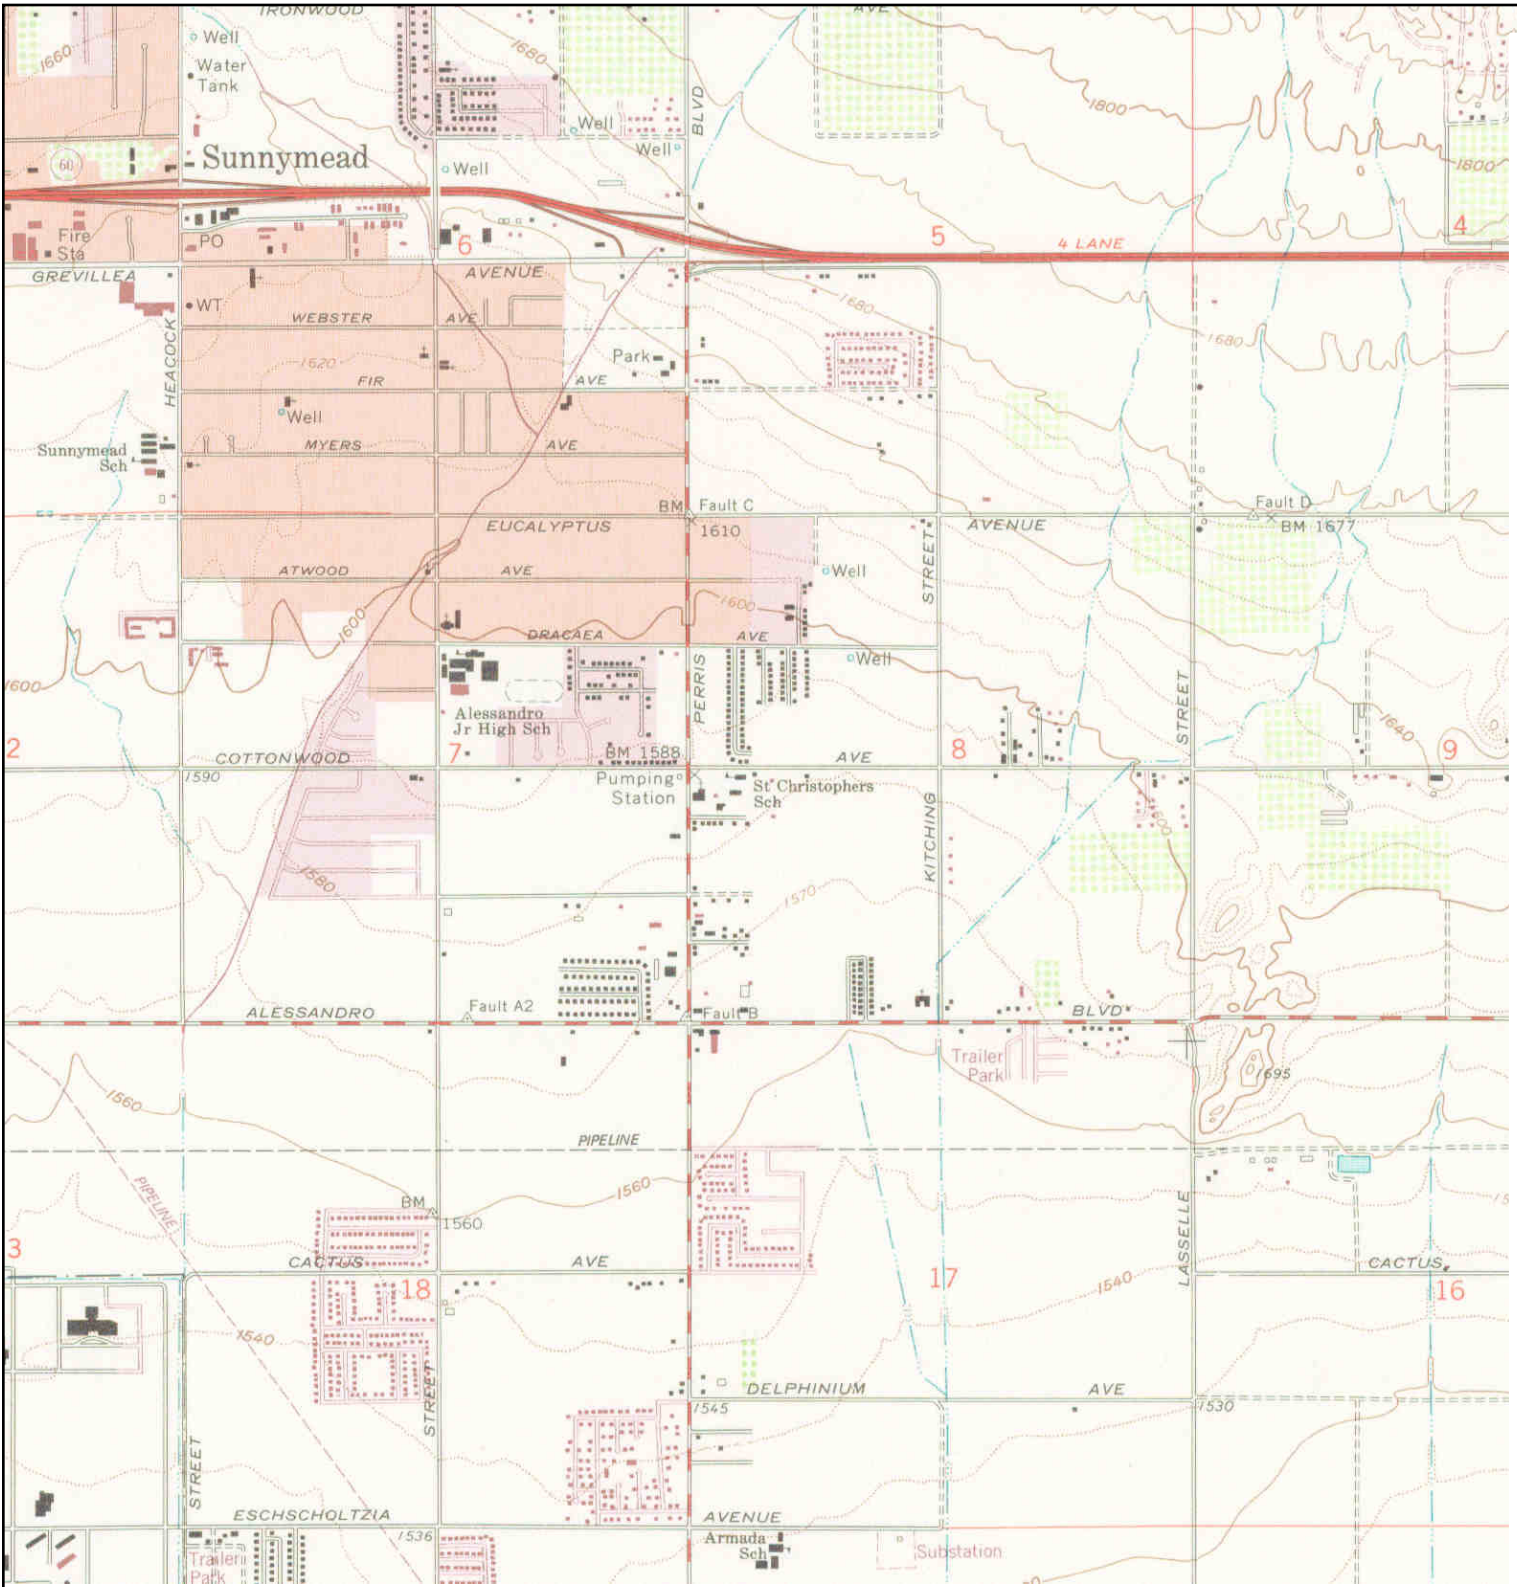 IRONWOOD
AVE
Well
1660
1680
Water
Tank
1800
Well
BLVD
Well
Sunnymead
60
Well
1800
Fire
Sta
PO
6
5
4 LANE
4
GREVILLEA
AVENUE
WT
WEBSTER
AVE
1680
1680
HEACOCK
1620
Park
FIR
AVE
Well
MYERS
AVE
Sunnymead
Sch
BM
Fault C
1610
Fault D
BM 1677
EUCALYPTUS
AVENUE
ATWOOD
AVE
Well
STREET
1600
1600
DRACAEA
AVE
Well
1600
PERRIS
STREET
Alessandro
Jr High Sch
1640
2
COTTONWOOD
7
BM 1588
AVE
8
9
1590
Pumping
Station
St Christophers
Sch
KITCHING
1600
1580
1570
ALESSANDRO
Fault A2
Fault B
BLVD
Trailer
Park
1695
1560
PIPELINE
PIPELINE
1560
BM
1560
LASSELLE
3
CACTUS
AVE
CACTUS
18
17
1540
16
1540
STREET
DELPHINIUM
AVE
1545
1530
STREET
ESCHSCHOLTZIA
AVENUE
1536
Armada
Sch
Substation
Trailer
Park